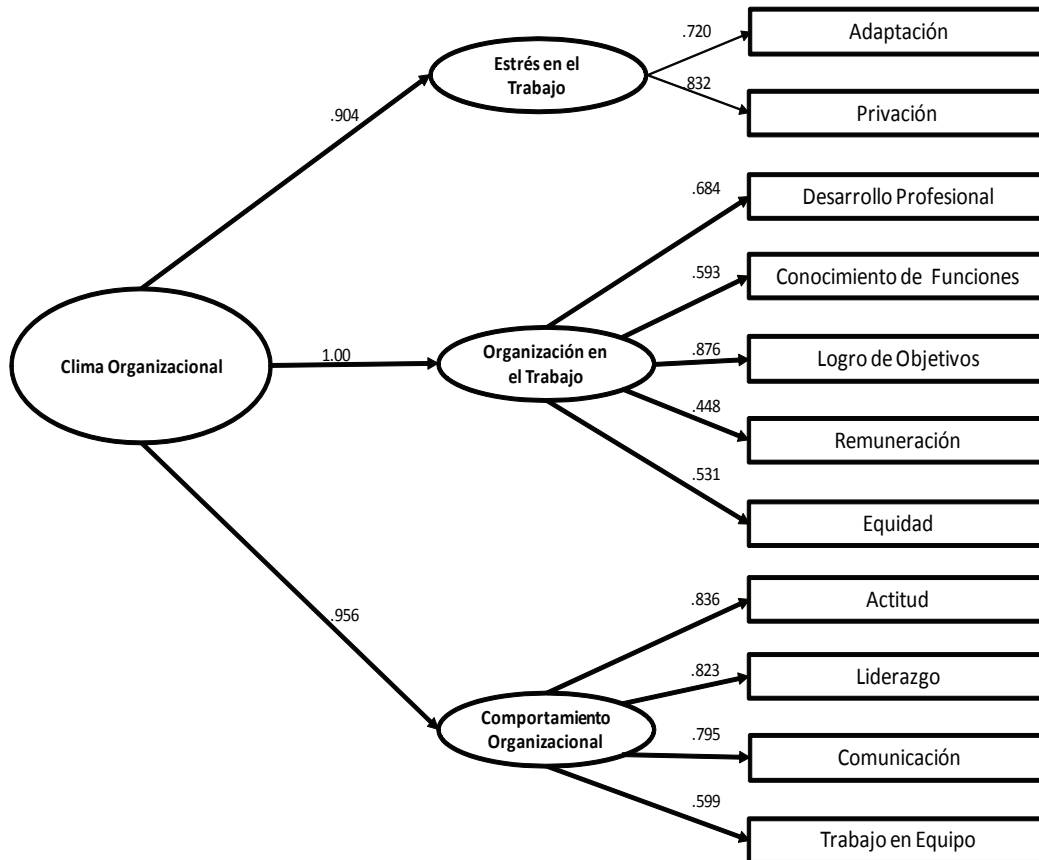 .720
Adaptación
Estrés en el
Trabajo
.832
Privación
.904
.684
Desarrollo Profesional
.593
Conocimiento de Funciones
Clima Organizacional
1.00
Organización en
el Trabajo
.876
Logro de Objetivos
.448
Remuneración
.531
Equidad
.956
.836
Actitud
.823
Liderazgo
Comportamiento
Organizacional
.795
Comunicación
.599
Trabajo en Equipo